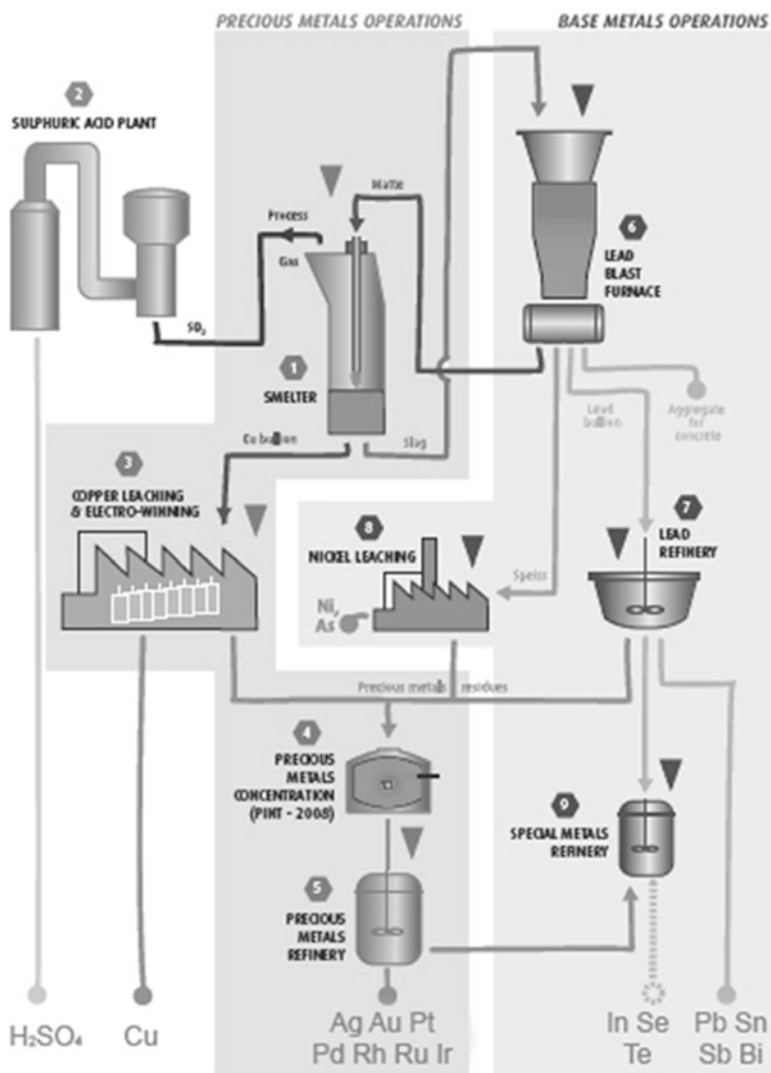 PRECIOUS METALS OPERATIONS
BASE METALS OPERATIONS
2
SULPHURIC ACID PLANT
Matte
Process
Gas
SO₂
6
LEAD
BLAST
FURNACE
1
SMELTER
Cu bullion
Slag
Lead
bullion
Aggregate
for
concrete
3
COPPER LEACHING
& ELECTRO-WINNING
8
NICKEL LEACHING
7
LEAD
REFINERY
Speiss
Ni,
As
Precious metals residues
4
PRECIOUS
METALS
CONCENTRATION
(PINT - 2008)
9
SPECIAL METALS
REFINERY
5
PRECIOUS
METALS
REFINERY
H₂SO₄
Cu
Ag Au Pt
Pd Rh Ru Ir
In Se
Te
Pb Sn
Sb Bi